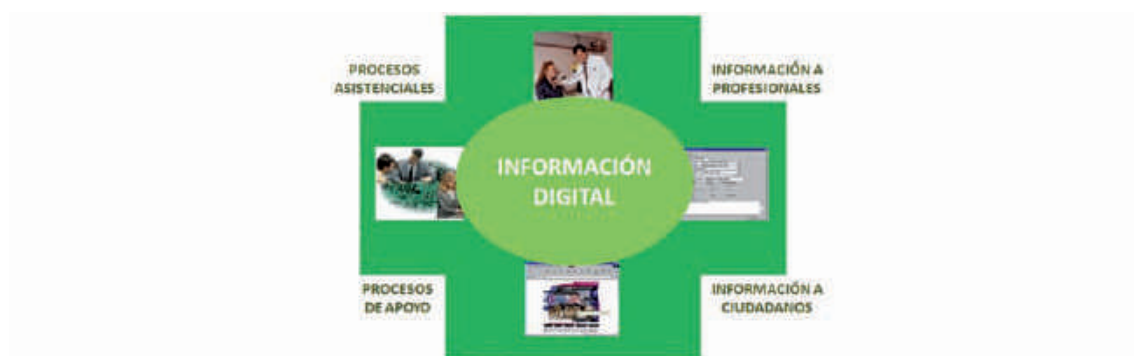 PROCESOS
ASISTENCIALES
INFORMACIÓN A
PROFESIONALES
INFORMACIÓN
DIGITAL
PROCESOS
DE APOYO
INFORMACIÓN A
CIUDADANOS